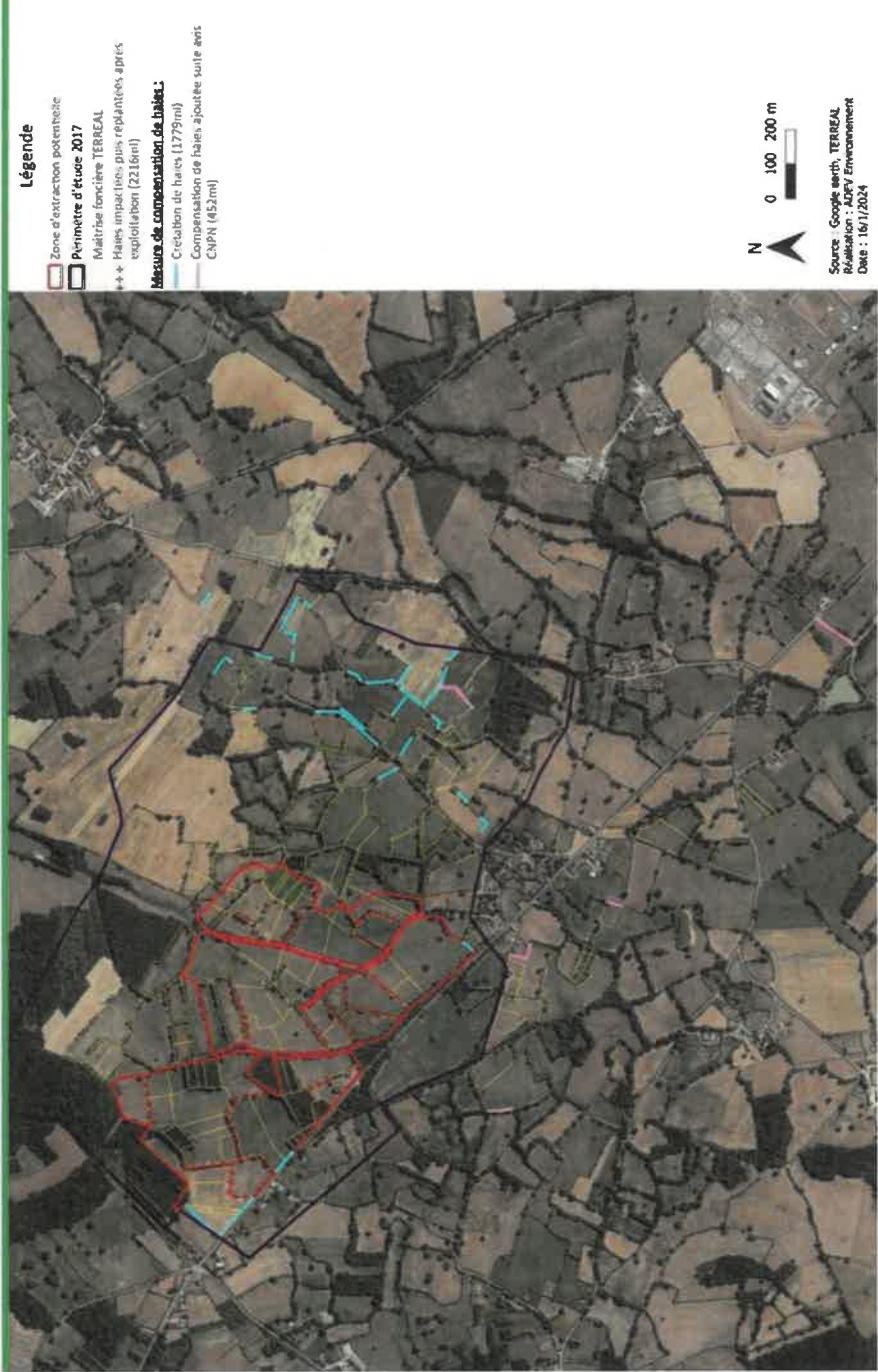 Légende
Zone d'extraction potentielle
Périmètre d'étude 2017
Maîtrise foncière TERREAL
+++ Haies impactées puis replantées après
exploitation (2216ml)
Mesure de compensation de haies :
Création de haies (1779ml)
Compensation de haies ajoutée suite avis
CNPN (452ml)
N
0 100 200 m
Source : Google earth, TERREAL
Réalisation : ADEV Environnement
Date : 16/1/2024